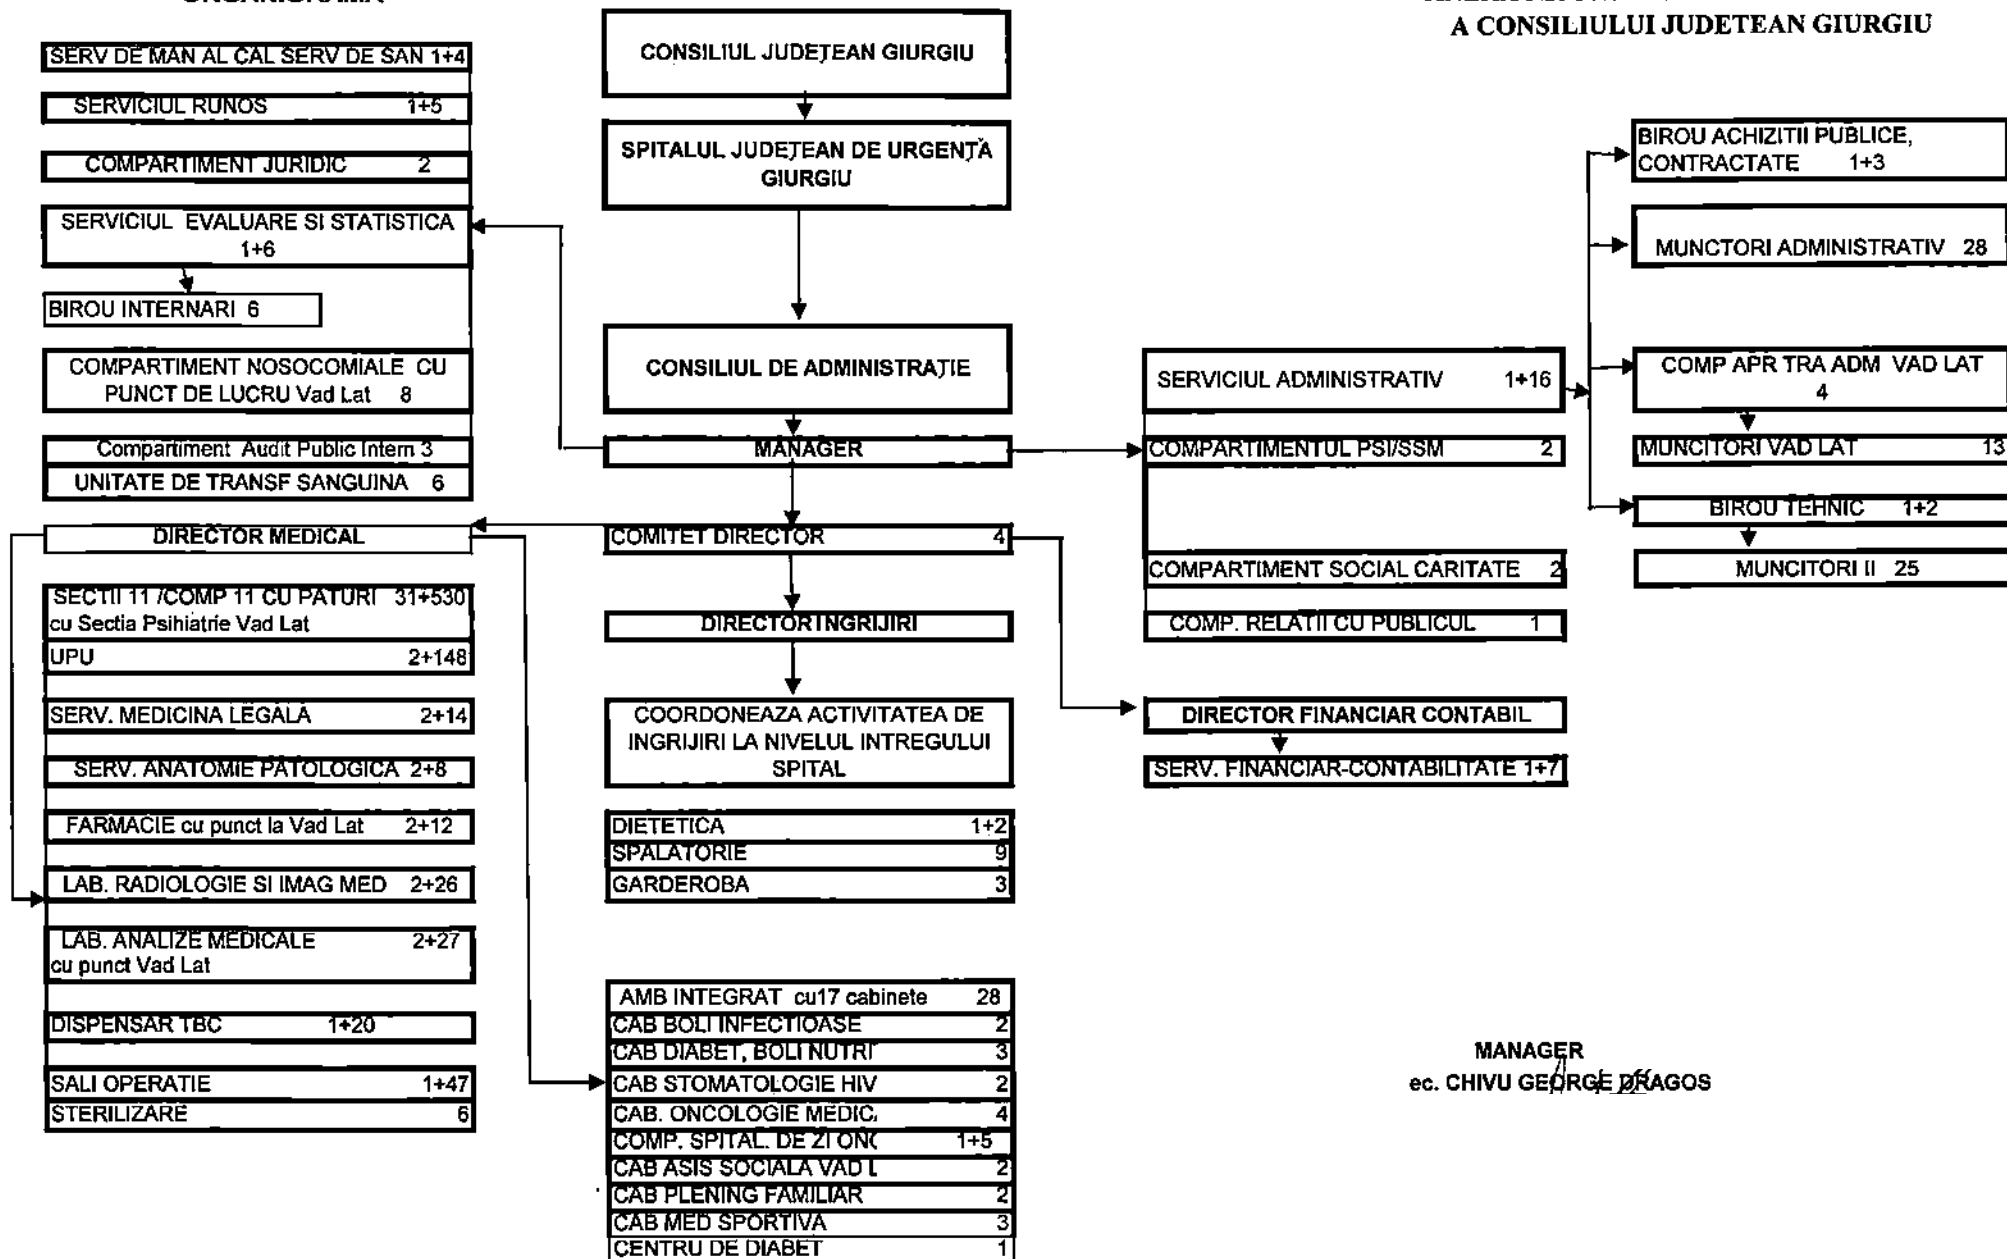 A CONSILIULUI JUDETEAN GIURGIU
SERV DE MAN AL CAL SERV DE SAN 1+4
SERVICIUL RUNOS 1+5
COMPARTIMENT JURIDIC 2
SERVICIUL EVALUARE SI STATISTICA
1+6
BIROU INTERNARI 6
COMPARTIMENT NOSOCOMIALE CU
PUNCT DE LUCRU Vad Lat 8
Compartiment Audit Public Intern 3
UNITATE DE TRANSF SANGUINA 6
DIRECTOR MEDICAL
SECTII 11 /COMP 11 CU PATURI 31+530
cu Sectia Psihiatrie Vad Lat
UPU 2+148
SERV. MEDICINA LEGALA 2+14
SERV. ANATOMIE PATOLOGICA 2+8
FARMACIE cu punct la Vad Lat 2+12
LAB. RADIOLOGIE SI IMAG MED 2+26
LAB. ANALIZE MEDICALE 2+27
cu punct Vad Lat
DISPENSAR TBC 1+20
SALI OPERATIE 1+47
STERILIZARE 6
CONSILIUL JUDEȚEAN GIURGIU
SPITALUL JUDEȚEAN DE URGENȚĂ
GIURGIU
CONSILIUL DE ADMINISTRAȚIE
MANAGER
COMITET DIRECTOR 4
DIRECTOR INGRIJIRI
COORDONEAZA ACTIVITATEA DE
INGRIJIRI LA NIVELUL INTREGULUI
SPITAL
DIETETICA 1+2
SPALATORIE 9
GARDEROBA 3
AMB INTEGRAT cu17 cabinete 28
CAB BOLI INFECTIOASE 2
CAB DIABET, BOLI NUTRI 3
CAB STOMATOLOGIE HIV 2
CAB. ONCOLOGIE MEDIC 4
COMP. SPITAL. DE ZI ON 1+5
CAB ASIS SOCIALA VAD L 2
CAB PLENING FAMILIAR 2
CAB MED SPORTIVA 3
CENTRU DE DIABET 1
SERVICIUL ADMINISTRATIV 1+16
COMPARTIMENTUL PSI/SSM 2
COMPARTIMENT SOCIAL CARITATE 2
COMP. RELATII CU PUBLICUL 1
DIRECTOR FINANCIAR CONTABIL
SERV. FINANCIAR-CONTABILITATE 1+7
BIROU ACHIZITII PUBLICE,
CONTRACTATE 1+3
MUNCTORI ADMINISTRATIV 28
COMP APR TRA ADM VAD LAT
4
MUNCITORI VAD LAT 13
BIROU TEHNIC 1+2
MUNCITORI II 25
MANAGER
ec. CHIVU GEORGE DRAGOS